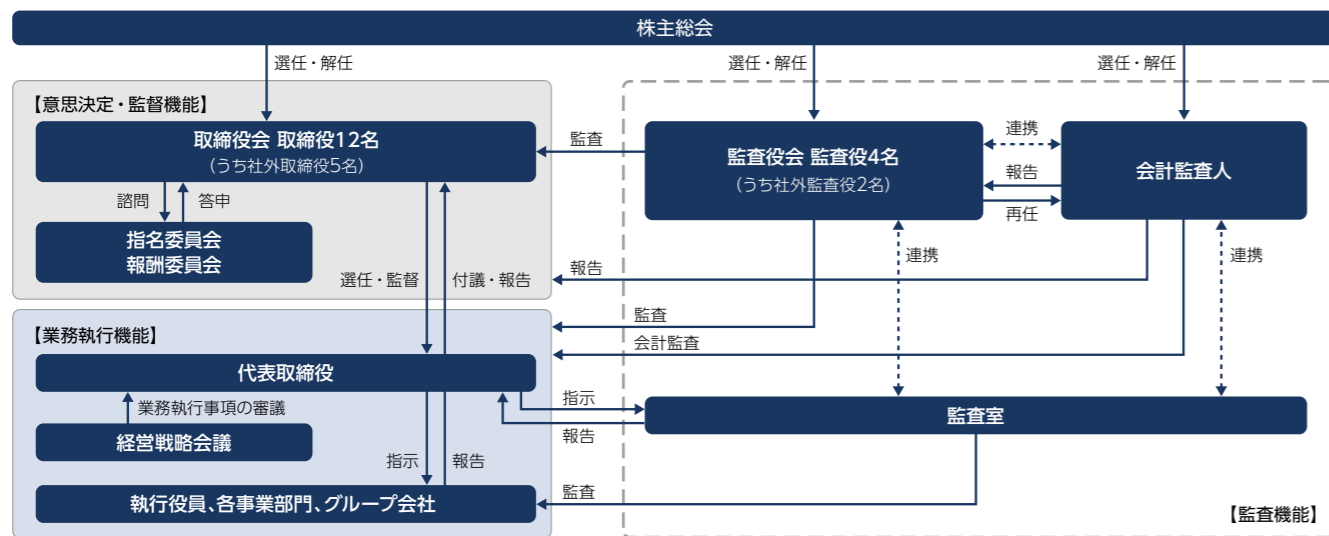 株主総会
選任・解任
選任・解任
選任・解任
【意思決定・監督機能】
取締役会 取締役12名
(うち社外取締役5名)
諮問
答申
指名委員会
報酬委員会
監査
監査役会 監査役4名
(うち社外監査役2名)
連携
報告
再任
会計監査人
選任・監督
付議・報告
報告
連携
連携
【業務執行機能】
監査
会計監査
代表取締役
業務執行事項の審議
経営戦略会議
指示
報告
監査室
指示
報告
執行役員、各事業部門、グループ会社
監査
【監査機能】